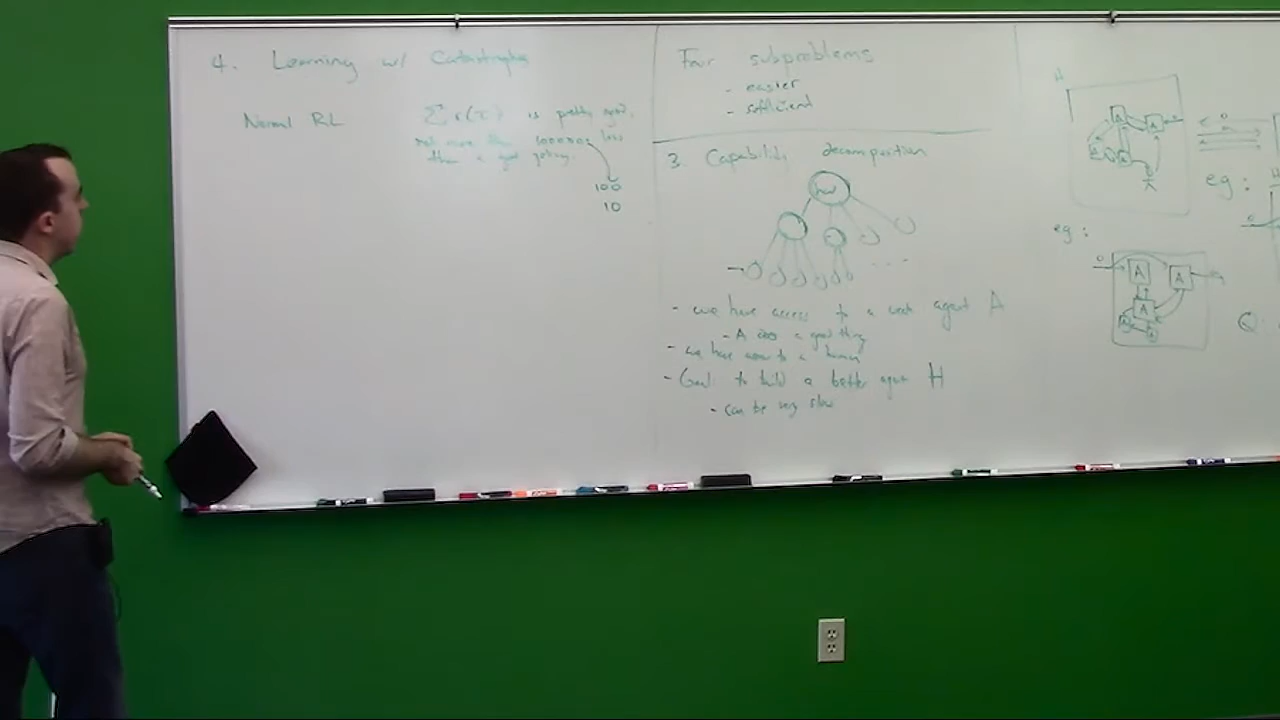 4. Learning w/ Catastrophes
Normal RL
Σ r(τ) is pretty good.
not more than 1000000 loss
than a good policy.
100
10
Four subproblems
- easier
- sufficient
3. Capability decomposition
- we have access to a weak agent A
- A does a good thing
- we have access to a human
- Goal: to build a better agent H
- can be very slow
H
A
A
A
A
eg:
eg:
A
A
A
Q: